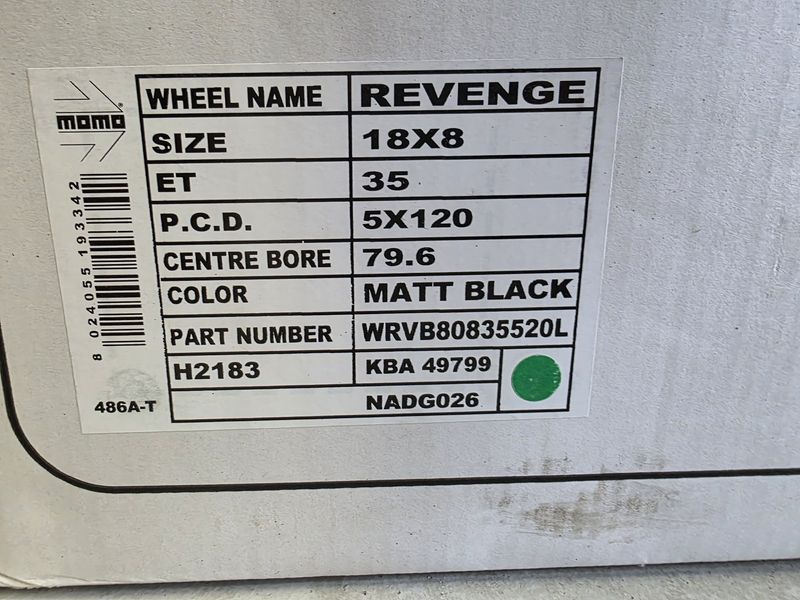 momo
WHEEL NAME REVENGE
SIZE 18X8
ET 35
P.C.D. 5X120
CENTRE BORE 79.6
COLOR MATT BLACK
PART NUMBER WRVB80835520L
H2183 KBA 49799
NADG026
8 024055 193342
486A-T